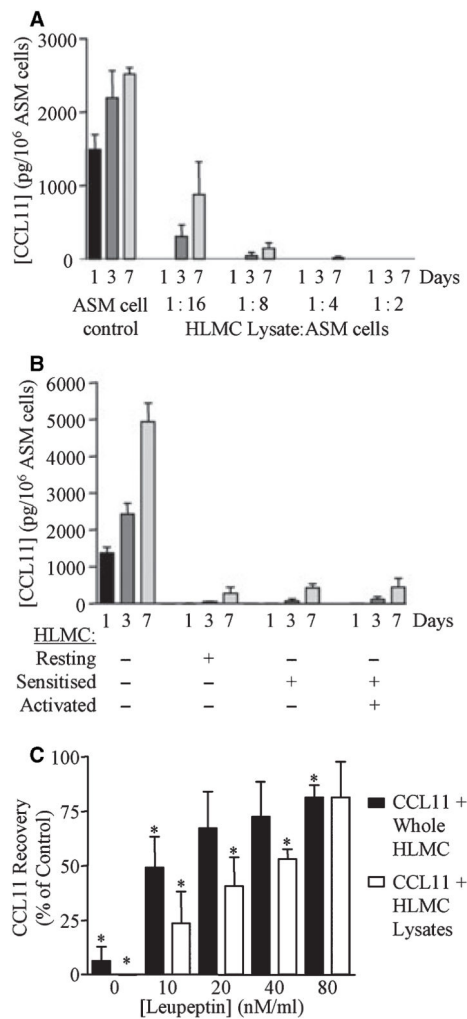 A
[CCL11] (pg/10⁶ ASM cells)
3000
2000
1000
0
1 3 7 1 3 7 1 3 7 1 3 7 1 3 7 Days
ASM cell control 1 : 16 1 : 8 1 : 4 1 : 2
HLMC Lysate:ASM cells
B
[CCL11] (pg/10⁶ ASM cells)
6000
5000
4000
3000
2000
1000
0
1 3 7 1 3 7 1 3 7 1 3 7 Days
HLMC:
Resting – + – –
Sensitised – – + +
Activated – – – +
C
CCL11 Recovery
(% of Control)
100
75
50
25
0
* * * * * * *
0 10 20 40 80
[Leupeptin] (nM/ml)
CCL11 +
Whole
HLMC
CCL11 +
HLMC
Lysates